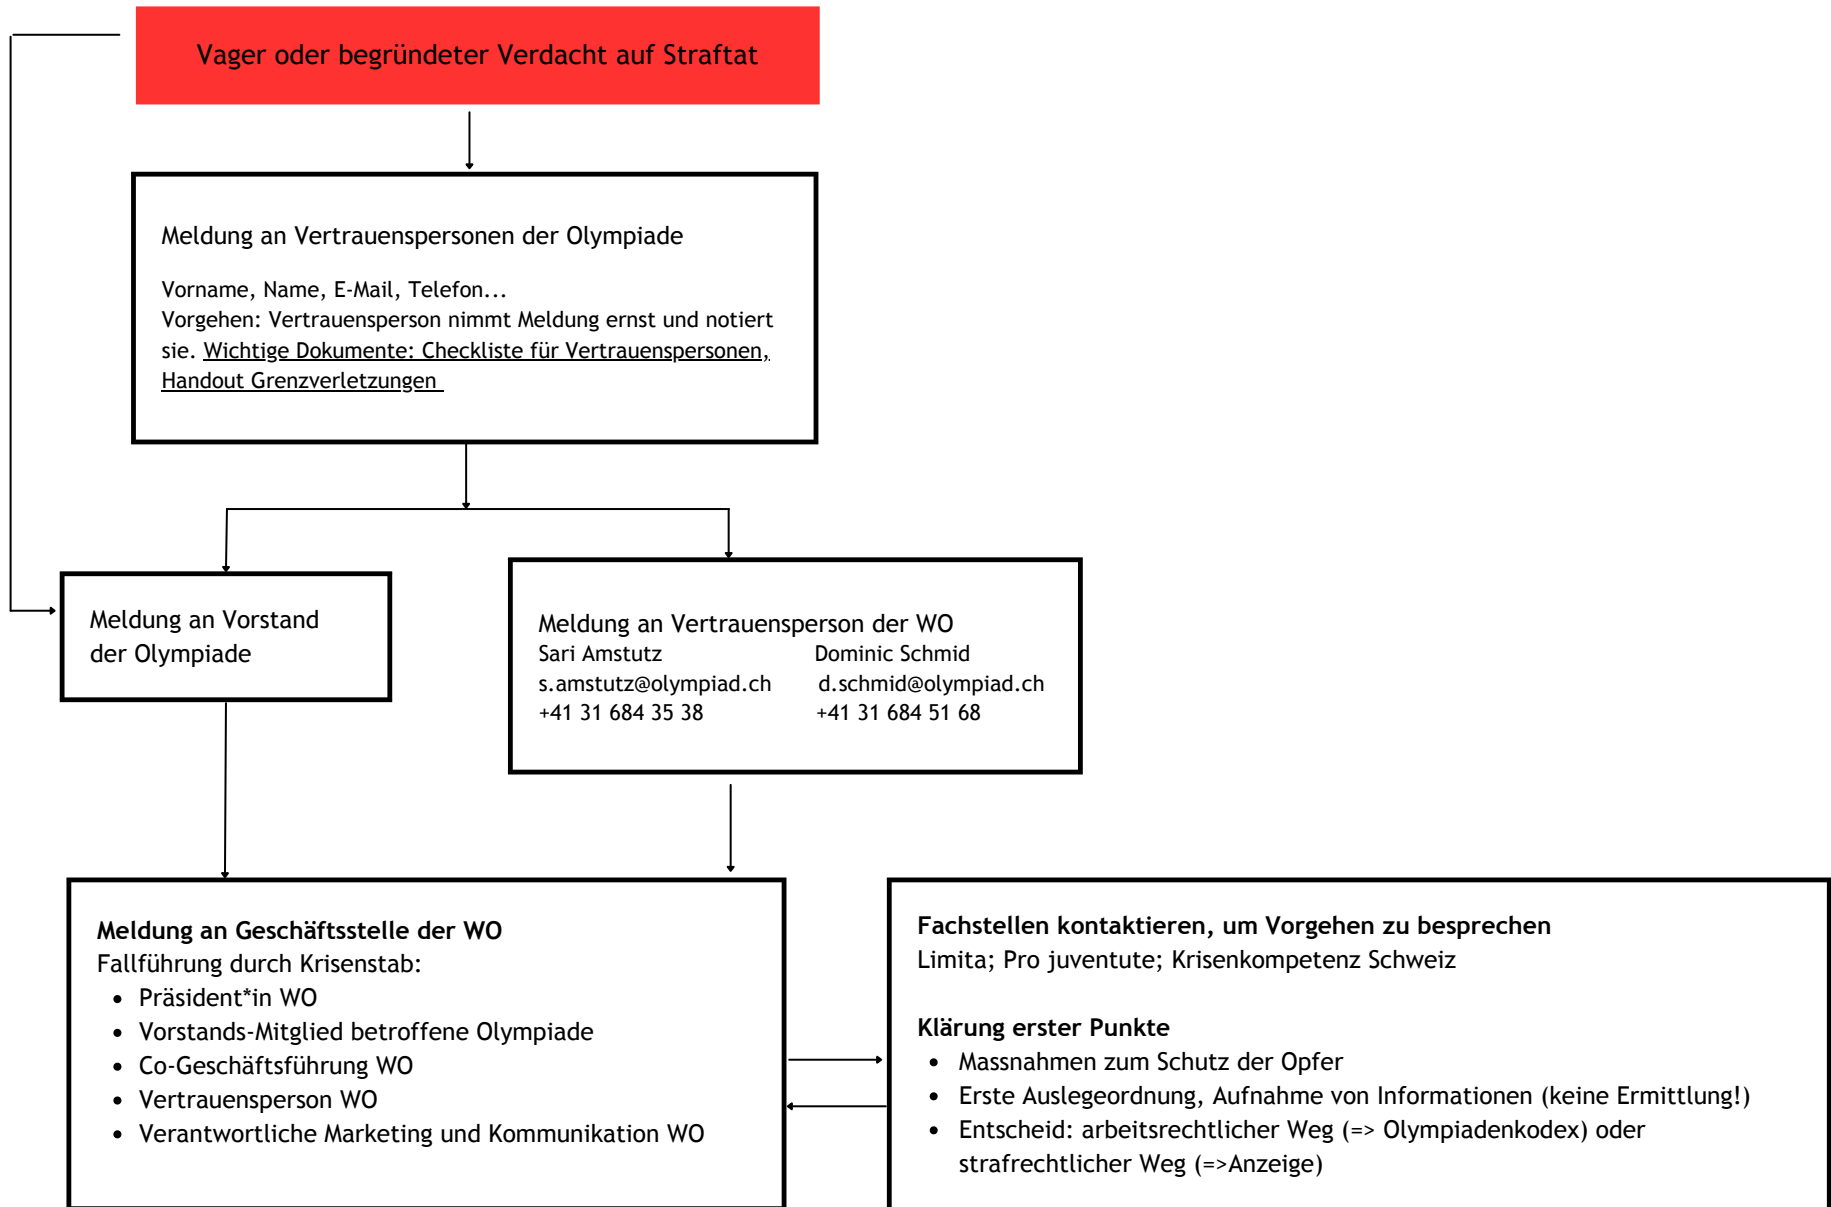 Vager oder begründeter Verdacht auf Straftat
Meldung an Vertrauenspersonen der Olympiade
Vorname, Name, E-Mail, Telefon...
Vorgehen: Vertrauensperson nimmt Meldung ernst und notiert
sie. Wichtige Dokumente: Checkliste für Vertrauenspersonen,
Handout Grenzverletzungen
Meldung an Vorstand
der Olympiade
Meldung an Vertrauensperson der WO
Sari Amstutz Dominic Schmid
s.amstutz@olympiad.ch d.schmid@olympiad.ch
+41 31 684 35 38 +41 31 684 51 68
Meldung an Geschäftsstelle der WO
Fallführung durch Krisenstab:
• Präsident*in WO
• Vorstands-Mitglied betroffene Olympiade
• Co-Geschäftsführung WO
• Vertrauensperson WO
• Verantwortliche Marketing und Kommunikation WO
Fachstellen kontaktieren, um Vorgehen zu besprechen
Limita; Pro juventute; Krisenkompetenz Schweiz
Klärung erster Punkte
• Massnahmen zum Schutz der Opfer
• Erste Auslegeordnung, Aufnahme von Informationen (keine Ermittlung!)
• Entscheid: arbeitsrechtlicher Weg (=> Olympiadenkodex) oder
strafrechtlicher Weg (=>Anzeige)